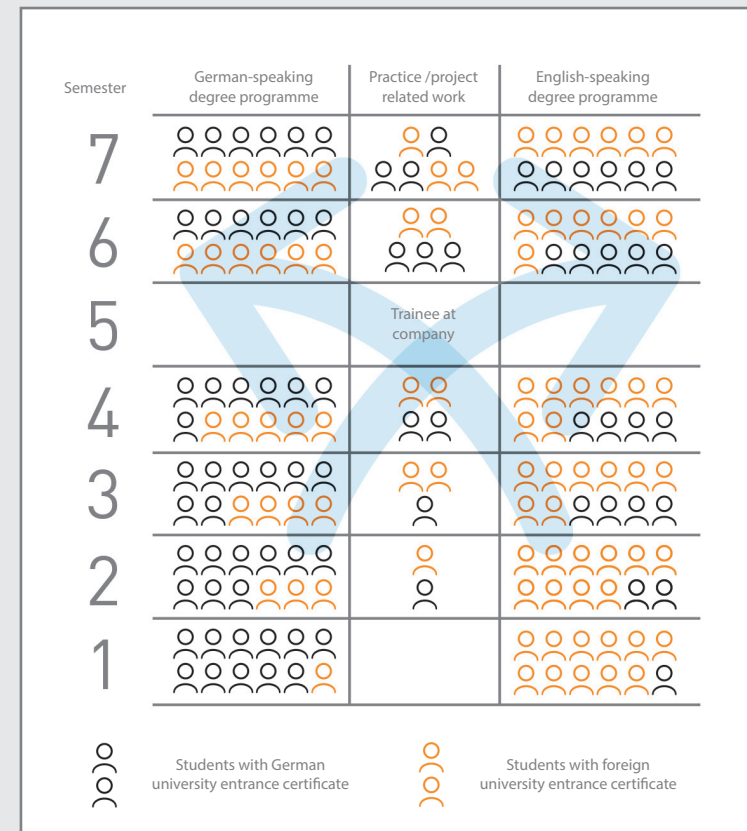 Semester
German-speaking
degree programme
Practice /project
related work
English-speaking
degree programme
7
6
5
Trainee at
company
4
3
2
1
Students with German
university entrance certificate
Students with foreign
university entrance certificate